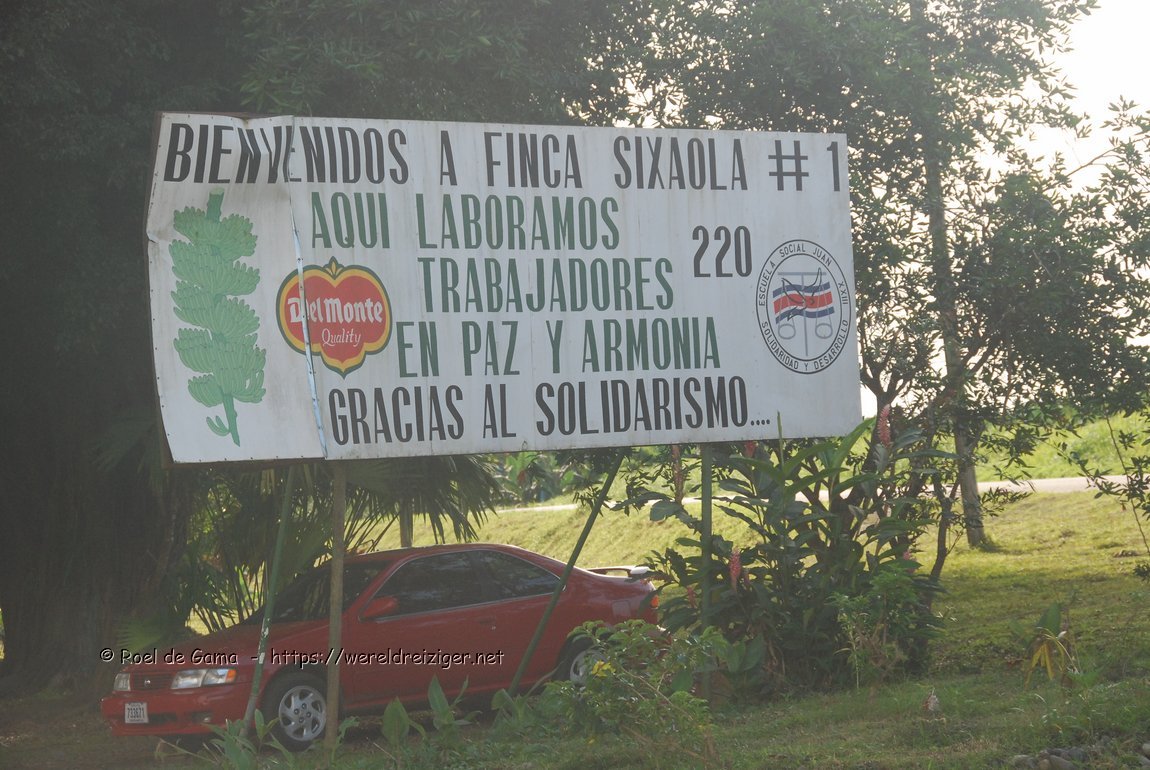 BIENVENIDOS A FINCA SIXAOLA # 1
AQUI LABORAMOS
220
TRABAJADORES
EN PAZ Y ARMONIA
GRACIAS AL SOLIDARISMO....
Del Monte
Quality
ESCUELA SOCIAL JUAN XXIII
SOLIDARIDAD Y DESARROLLO
© Roel de Gama - https://wereldreiziger.net
733671